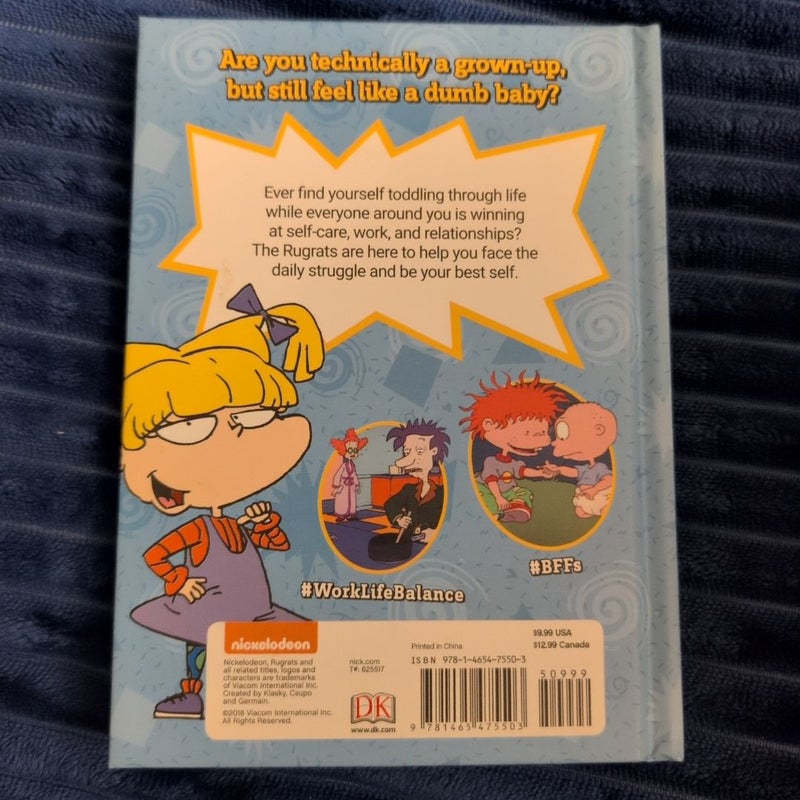 Are you technically a grown-up,
but still feel like a dumb baby?
Ever find yourself toddling through life
while everyone around you is winning
at self-care, work, and relationships?
The Rugrats are here to help you face the
daily struggle and be your best self.
#WorkLifeBalance
#BFFs
nickelodeon
Nickelodeon, Rugrats and
all related titles, logos and
characters are trademarks
of Viacom International Inc.
Created by Klasky, Csupo
and Germain.
©2018 Viacom International Inc.
All Rights Reserved.
nick.com
T#: 625517
DK
www.dk.com
Printed in China
$9.99 USA
$12.99 Canada
ISBN 978-1-4654-7550-3
50999
9 781465 475503